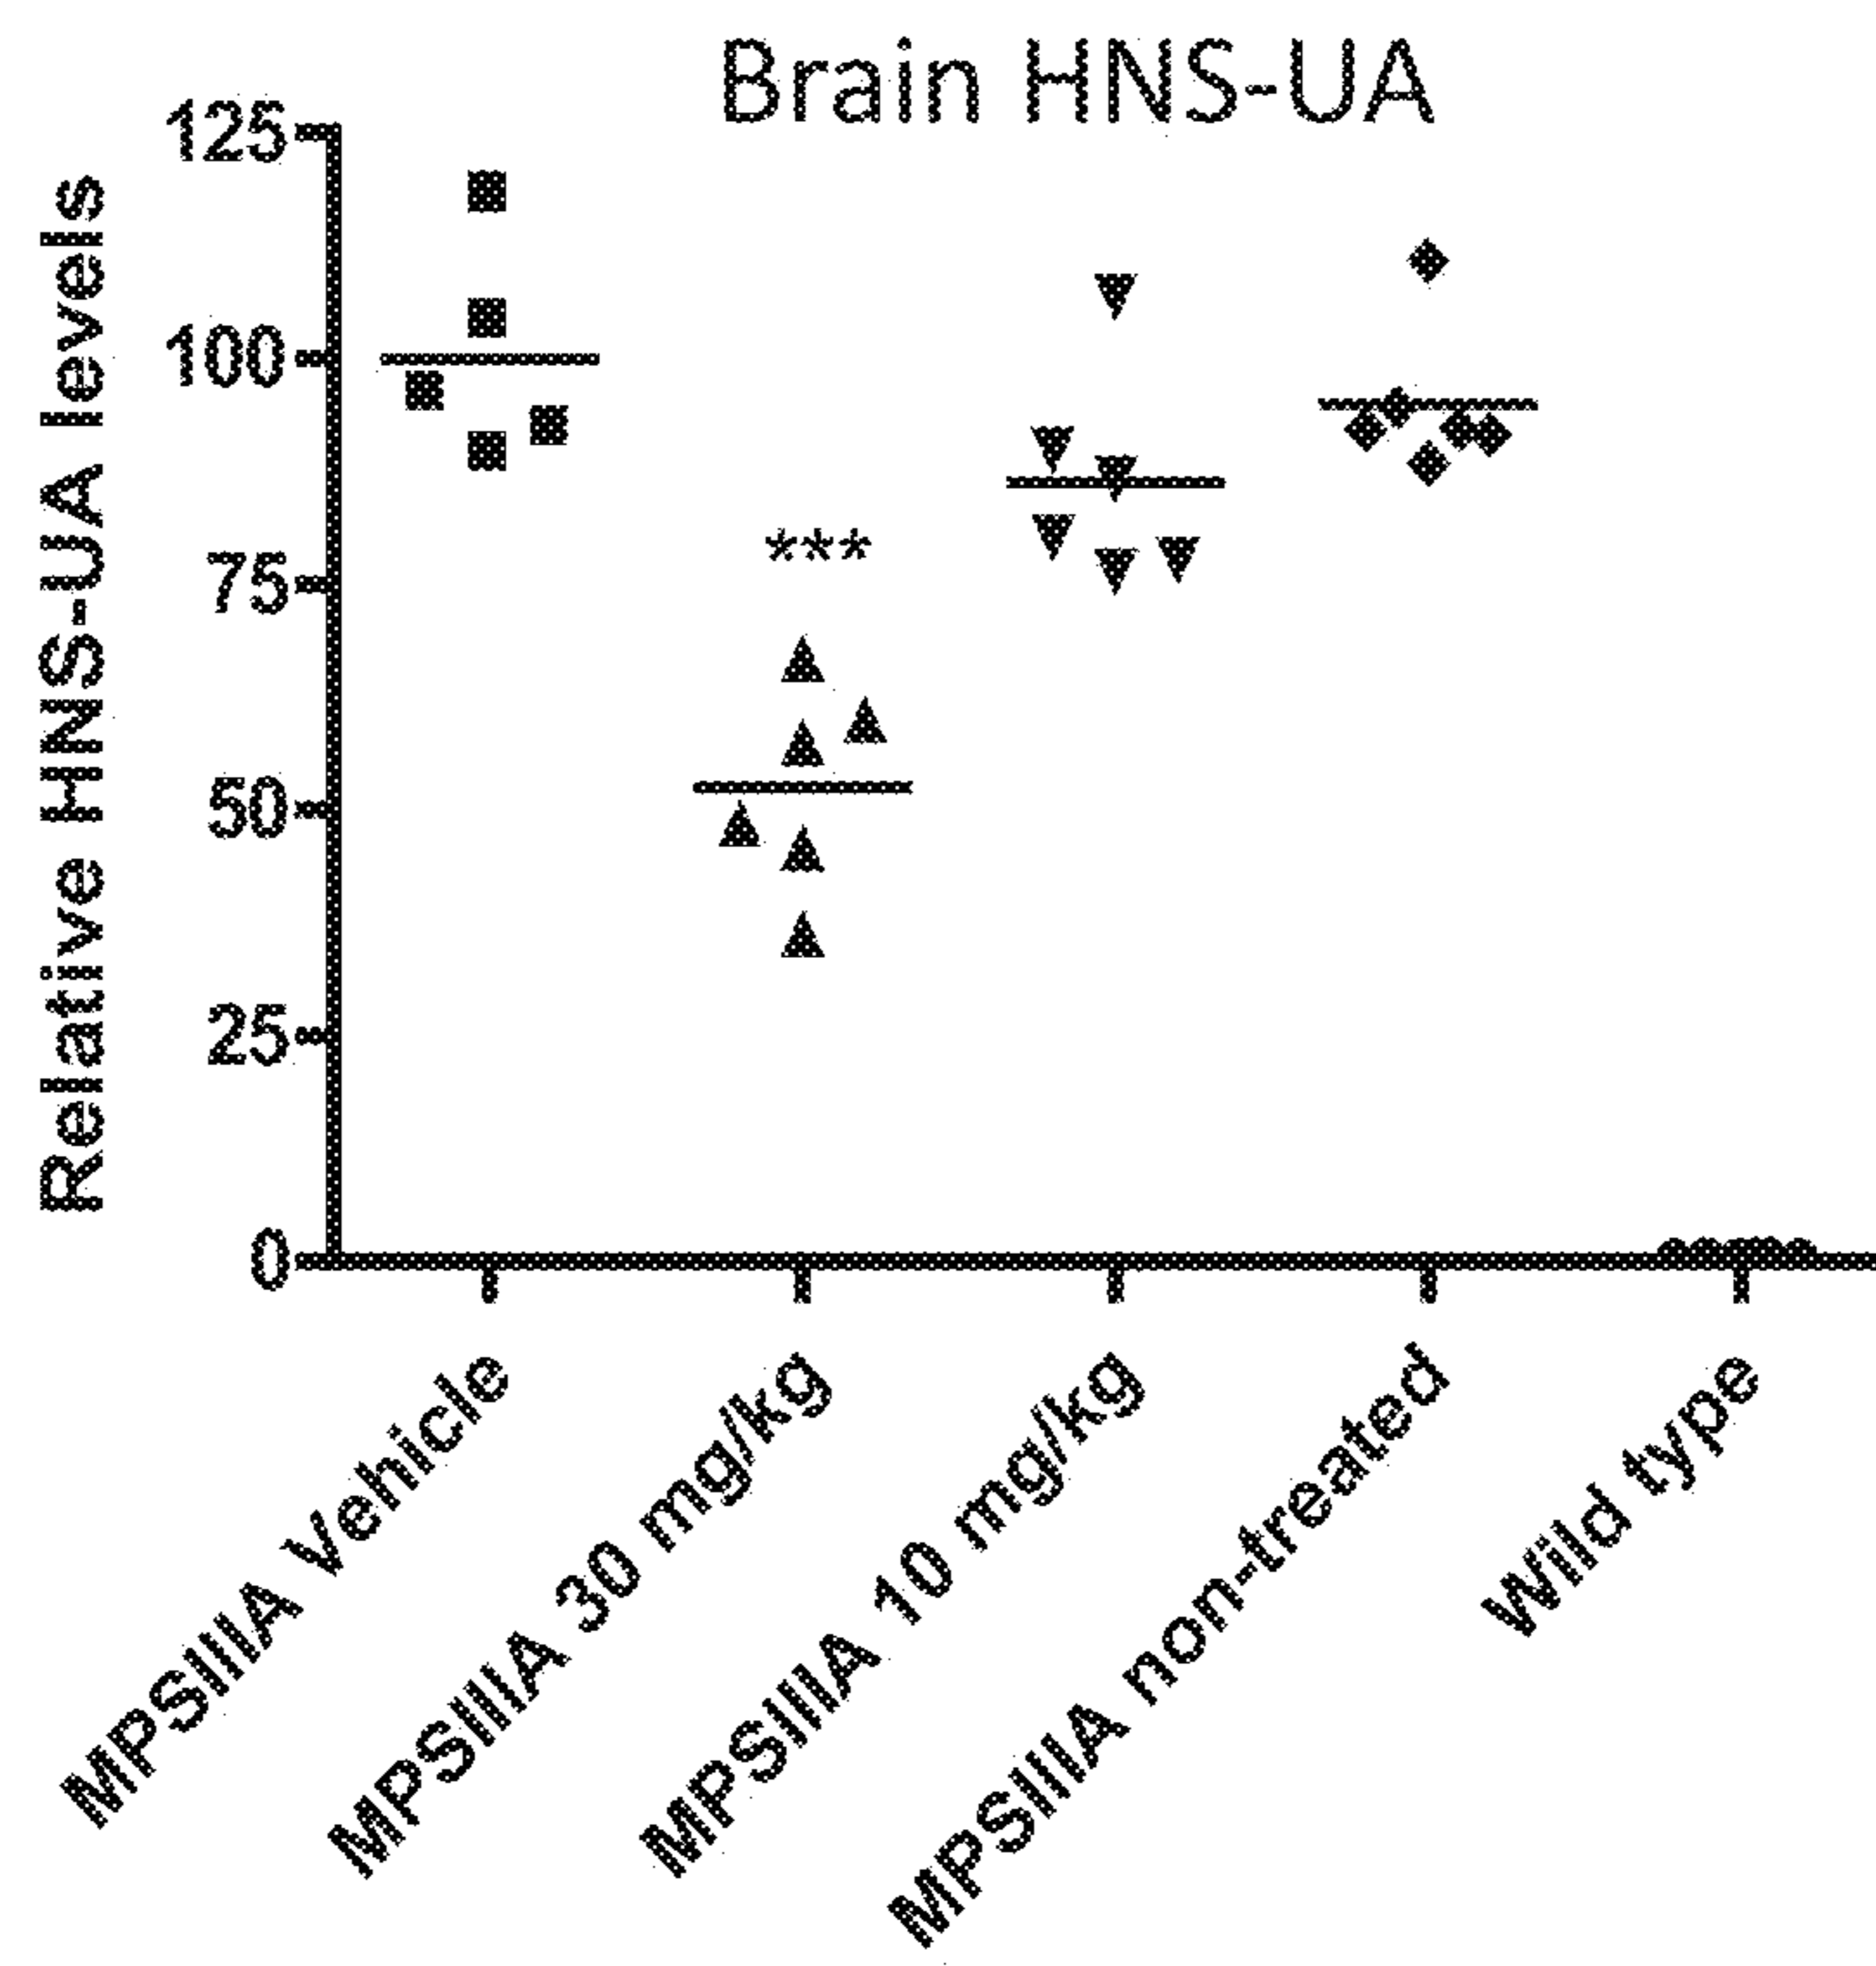 Brain HNS-UA
Relative HNS-UA levels
125
100
75
50
25
0
***
MPSIIIA Vehicle
MPSIIIA 30 mg/kg
MPSIIIA 10 mg/kg
MPSIIIA non-treated
Wild type